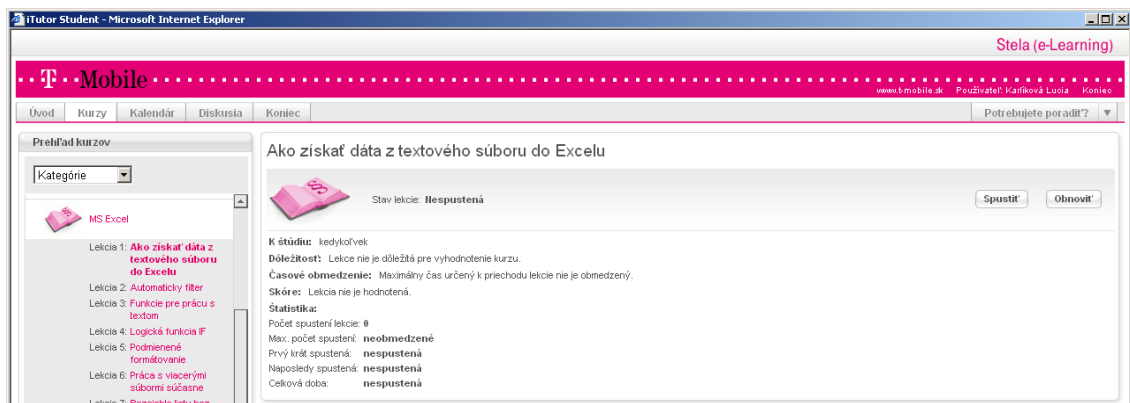 iTutor Student - Microsoft Internet Explorer
Stela (e-Learning)
T Mobile
www.t-mobile.sk Používateľ: Karlíková Lucia Koniec
Úvod Kurzy Kalendár Diskusia Koniec Potrebujete poradiť?
Prehľad kurzov
Kategórie
MS Excel
Lekcia 1: Ako získať dáta z
textového súboru
do Excelu
Lekcia 2: Automaticky filter
Lekcia 3: Funkcie pre prácu s
textom
Lekcia 4: Logická funkcia IF
Lekcia 5: Podmienené
formátovanie
Lekcia 6: Práca s viacerými
súbormi súčasne
Ako získať dáta z textového súboru do Excelu
Stav lekcie: Nespustená
Spustiť Obnoviť
K štúdiu: kedykoľvek
Dôležitosť: Lekce nie je dôležitá pre vyhodnotenie kurzu.
Časové obmedzenie: Maximálny čas určený k priechodu lekcie nie je obmedzený.
Skóre: Lekcia nie je hodnotená.
Štatistika:
Počet spustení lekcie: 0
Max. počet spustení: neobmedzené
Prvý krát spustená: nespustená
Naposledy spustená: nespustená
Celková doba: nespustená